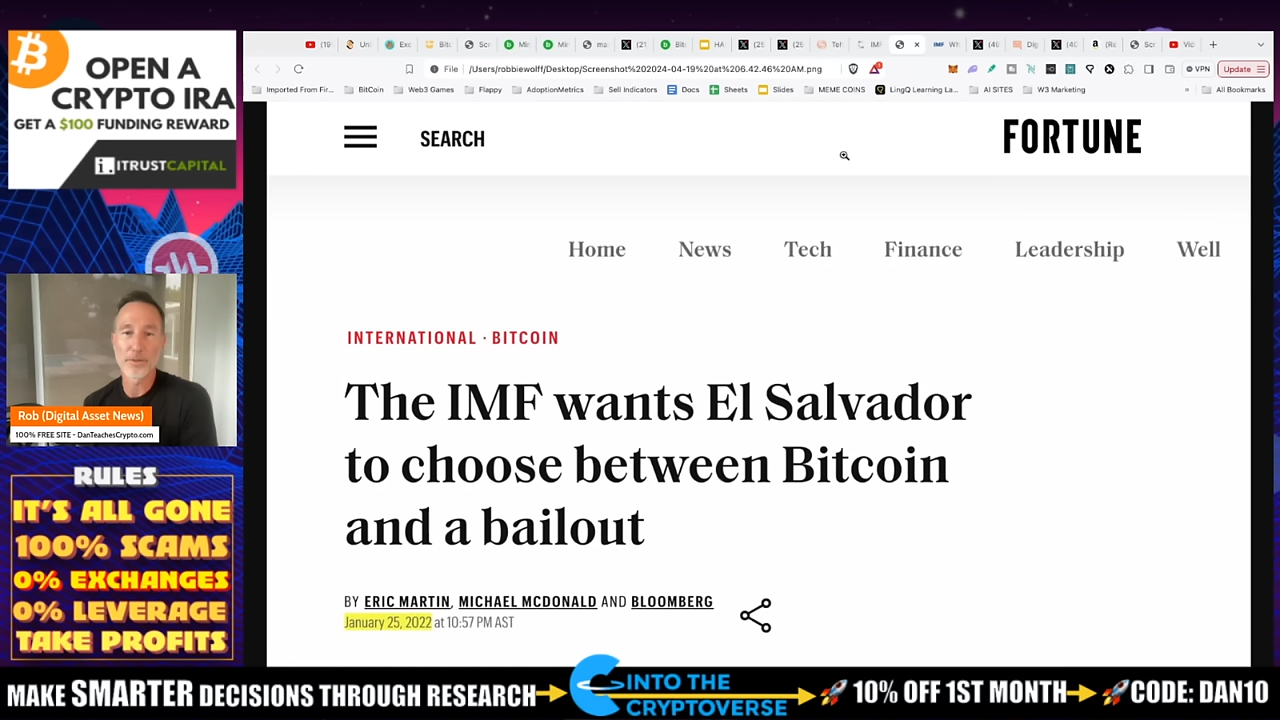 OPEN A
CRYPTO IRA
GET A $100 FUNDING REWARD
i.ITRUSTCAPITAL
Rob (Digital Asset News)
100% FREE SITE - DanTeachesCrypto.com
RULES
IT'S ALL GONE
100% SCAMS
0% EXCHANGES
0% LEVERAGE
TAKE PROFITS
File /Users/robbiewolff/Desktop/Screenshot%202024-04-19%20at%206.42.46%20AM.png
VPN
Update
Imported From Fir... BitCoin Web3 Games Flappy AdoptionMetrics Sell Indicators Docs Sheets Slides MEME COINS LingQ Learning La... AI SITES W3 Marketing » All Bookmarks
SEARCH
FORTUNE
Home News Tech Finance Leadership Well
INTERNATIONAL · BITCOIN
The IMF wants El Salvador
to choose between Bitcoin
and a bailout
BY ERIC MARTIN, MICHAEL MCDONALD AND BLOOMBERG
January 25, 2022 at 10:57 PM AST
MAKE SMARTER DECISIONS THROUGH RESEARCH
INTO THE
CRYPTOVERSE
10% OFF 1ST MONTH
CODE: DAN10